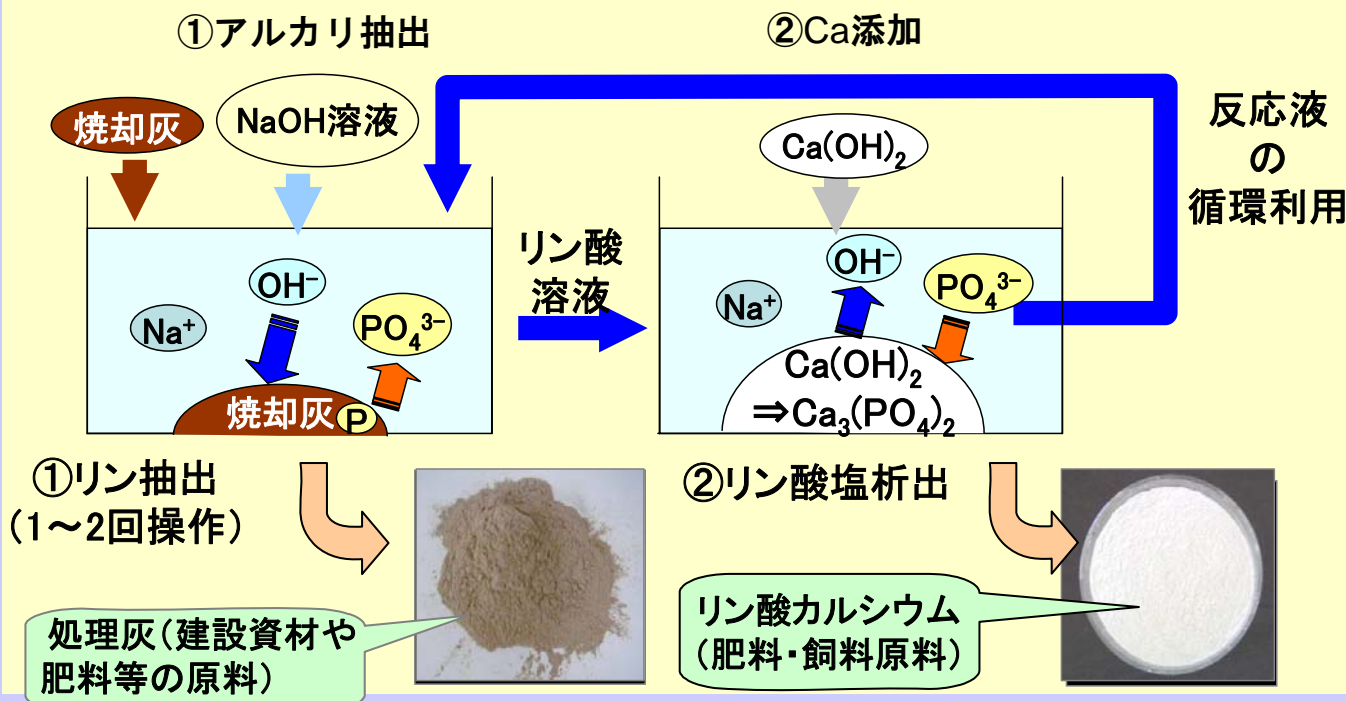 ①アルカリ抽出
②Ca添加
焼却灰
NaOH溶液
Ca(OH)₂
反応液
の
循環利用
OH⁻
Na⁺
PO₄³⁻
焼却灰
P
リン酸
溶液
OH⁻
Na⁺
PO₄³⁻
Ca(OH)₂
⇒Ca₃(PO₄)₂
①リン抽出
(1～2回操作)
②リン酸塩析出
処理灰(建設資材や
肥料等の原料)
リン酸カルシウム
(肥料・飼料原料)